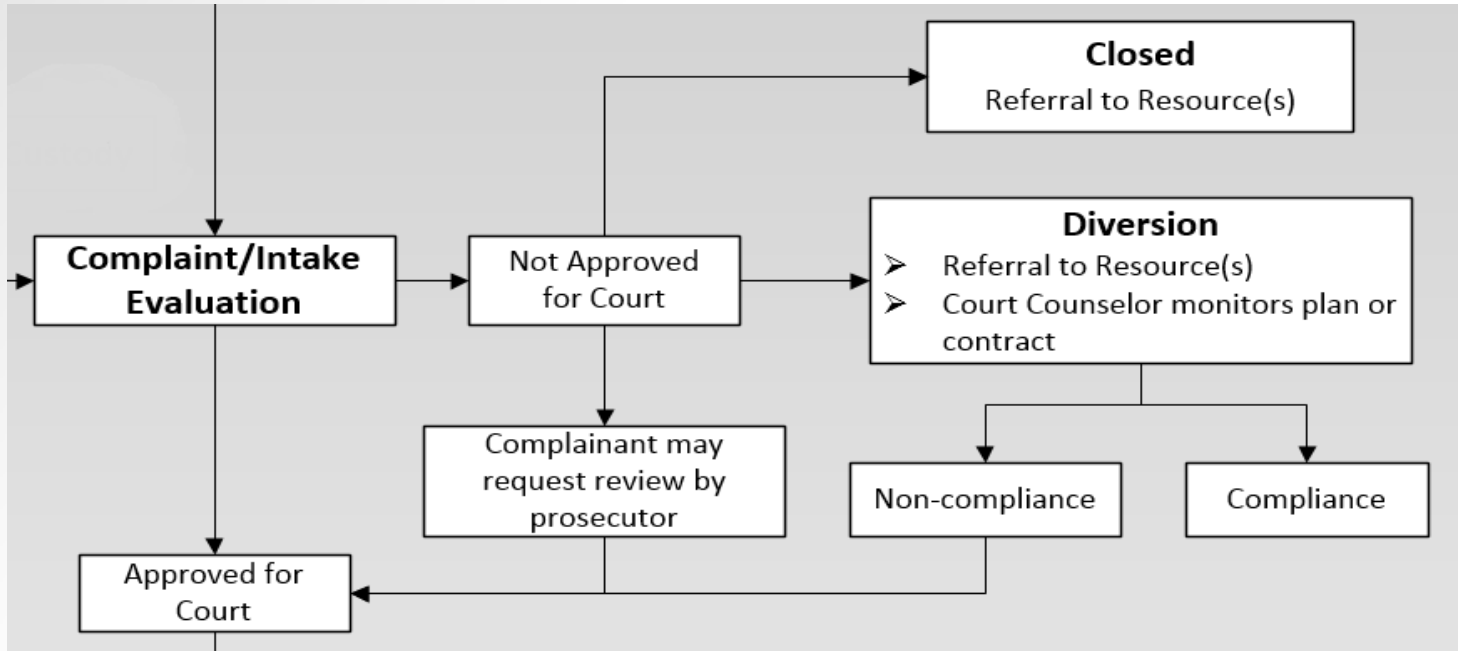 Closed
Referral to Resource(s)
Complaint/Intake
Evaluation
Not Approved
for Court
Diversion
➢ Referral to Resource(s)
➢ Court Counselor monitors plan or
contract
Complainant may
request review by
prosecutor
Non-compliance
Compliance
Approved for
Court